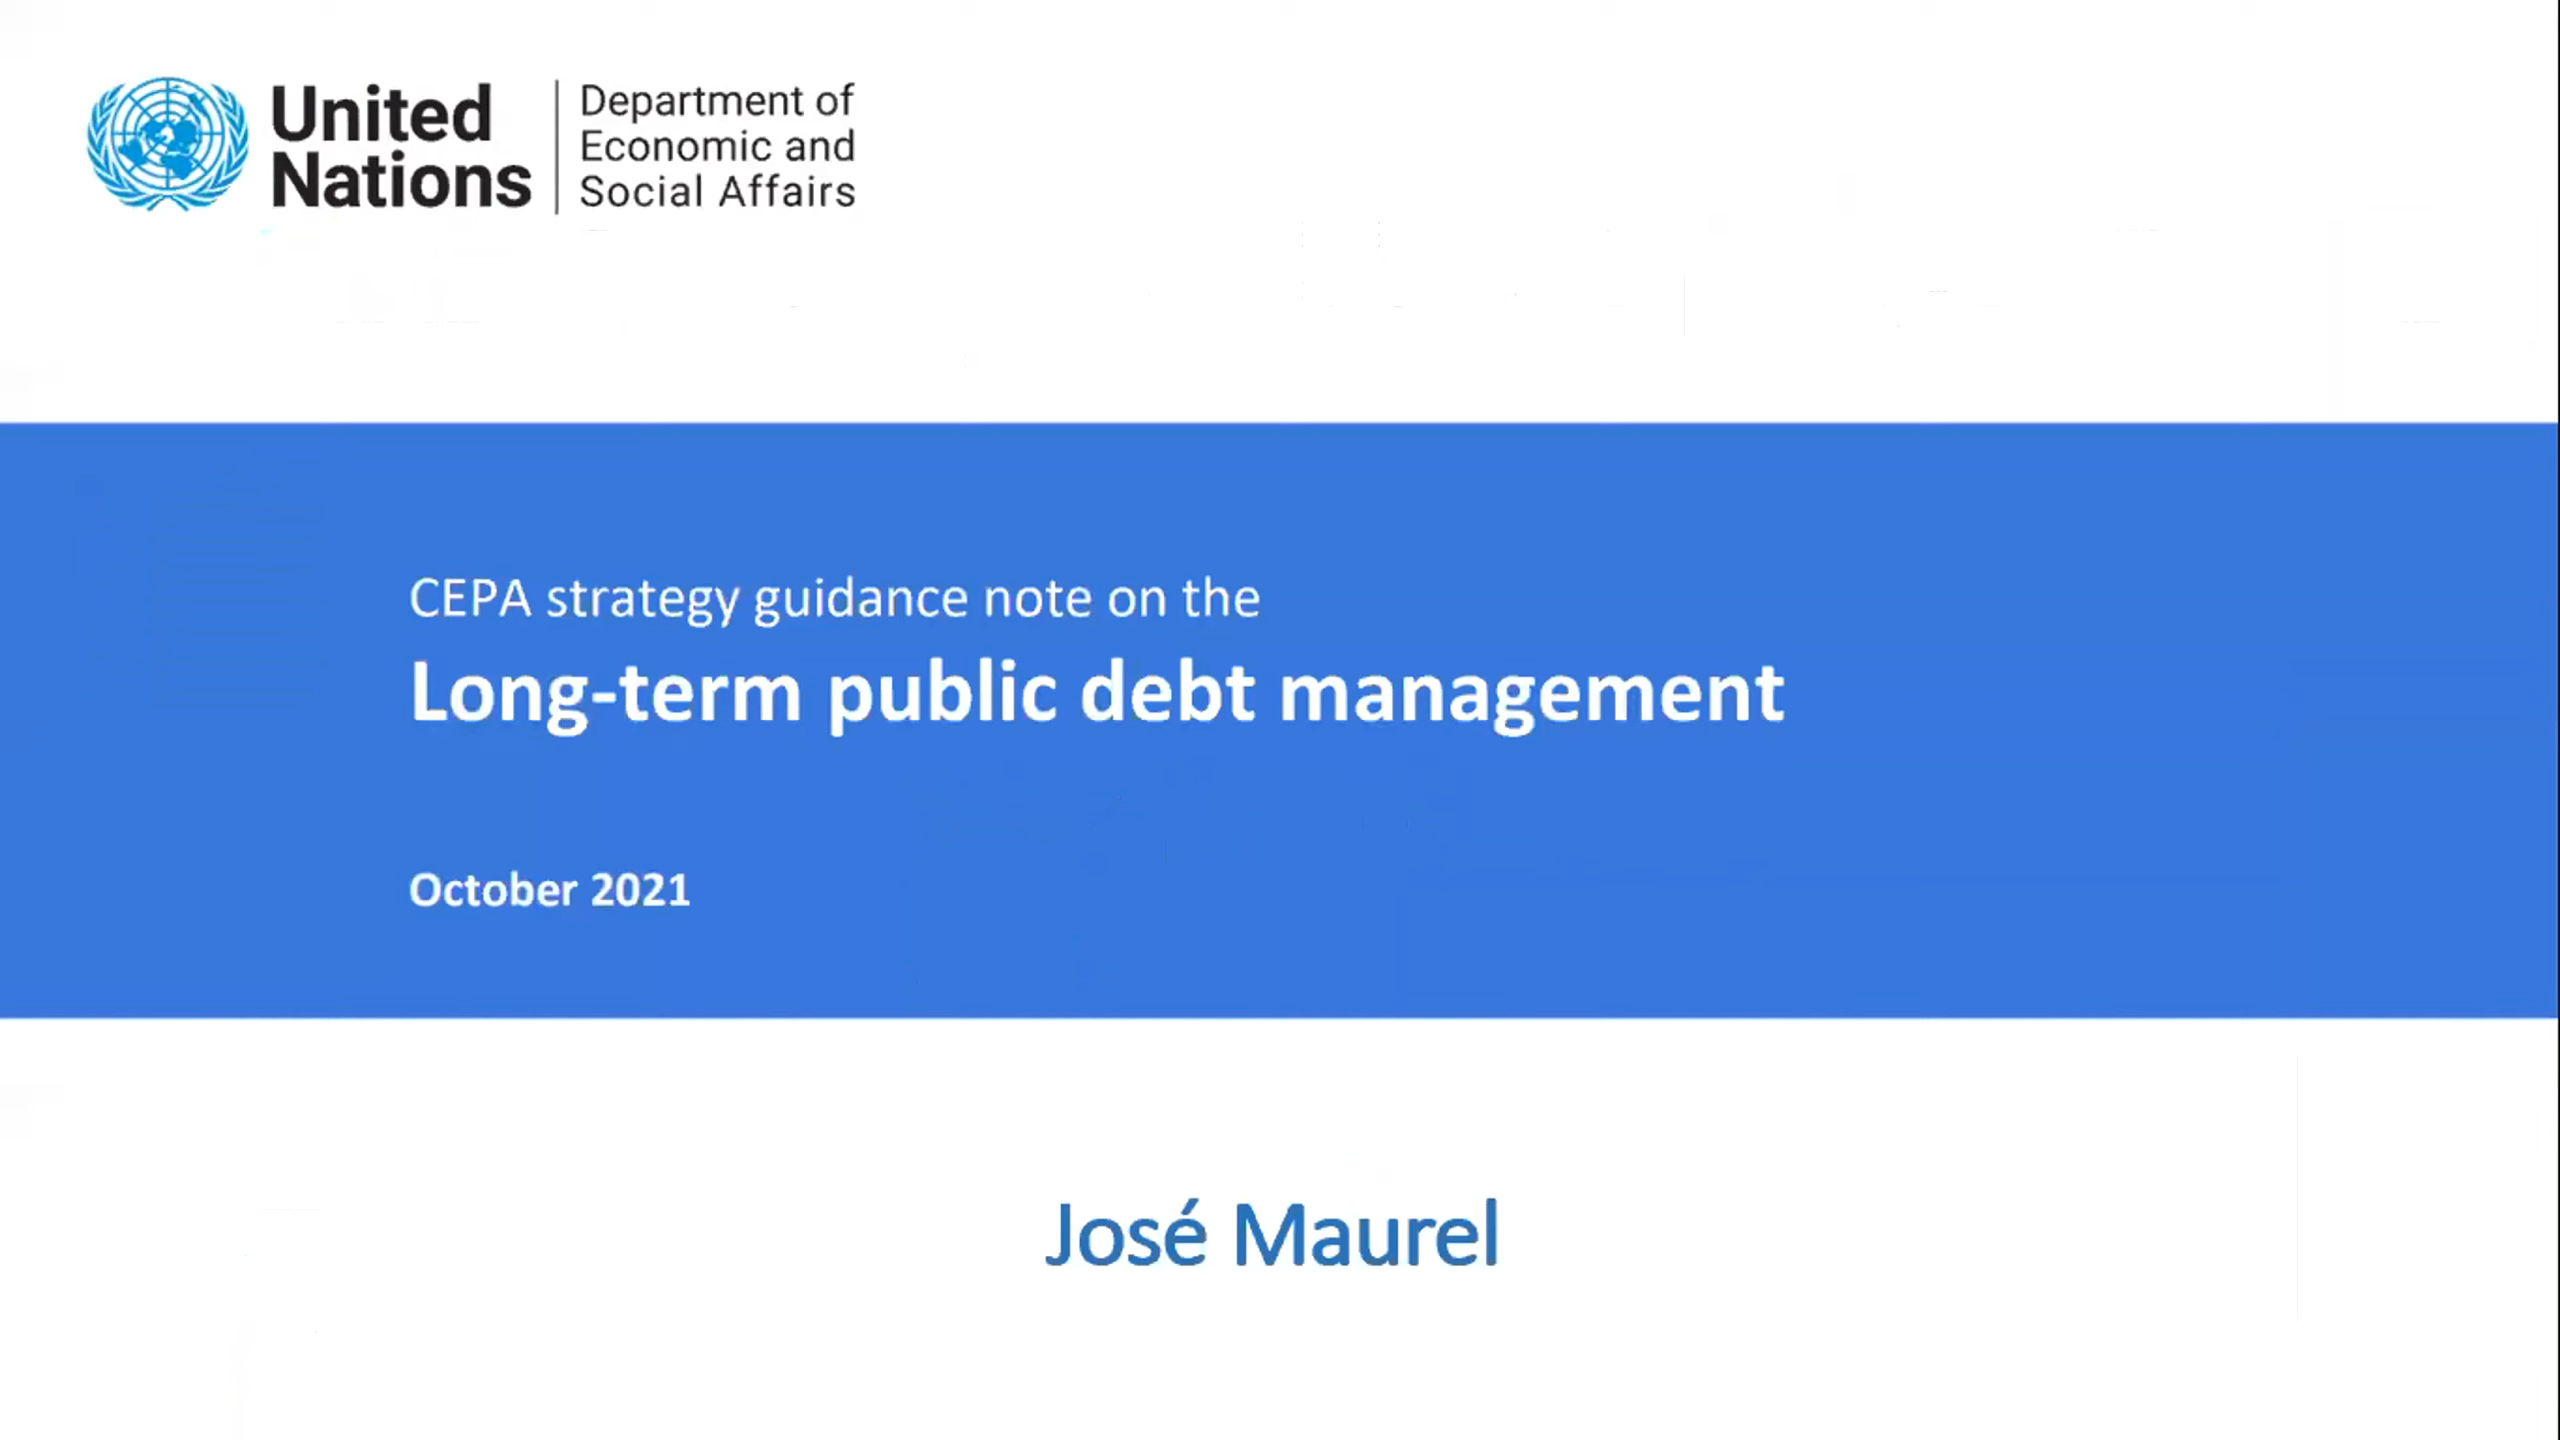 United
Nations
Department of
Economic and
Social Affairs
CEPA strategy guidance note on the
Long-term public debt management
October 2021
José Maurel